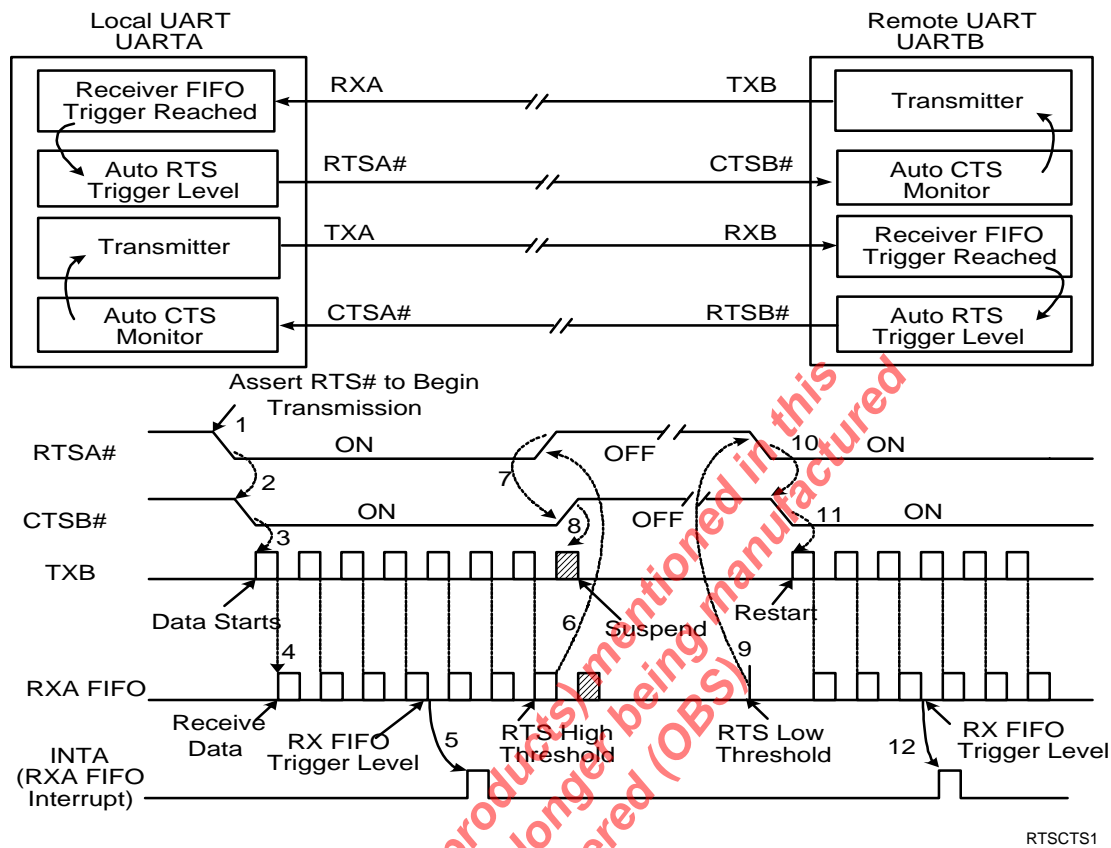 Local UART
UARTA
Remote UART
UARTB
Receiver FIFO
Trigger Reached
RXA
TXB
Transmitter
Auto RTS
Trigger Level
RTSA#
CTSB#
Auto CTS
Monitor
Transmitter
TXA
RXB
Receiver FIFO
Trigger Reached
Auto CTS
Monitor
CTSA#
RTSB#
Auto RTS
Trigger Level
Assert RTS# to Begin
Transmission
RTSA#
1
ON
7
OFF
10
ON
2
CTSB#
ON
8
OFF
11
ON
3
TXB
Data Starts
6
Suspend
Restart
4
9
RXA FIFO
Receive
Data
RX FIFO
Trigger Level
5
RTS High
Threshold
RTS Low
Threshold
12
RX FIFO
Trigger Level
INTA
(RXA FIFO
Interrupt)
products) mentioned in this
longer being manufactured
ered (OBS)
RTSCTS1